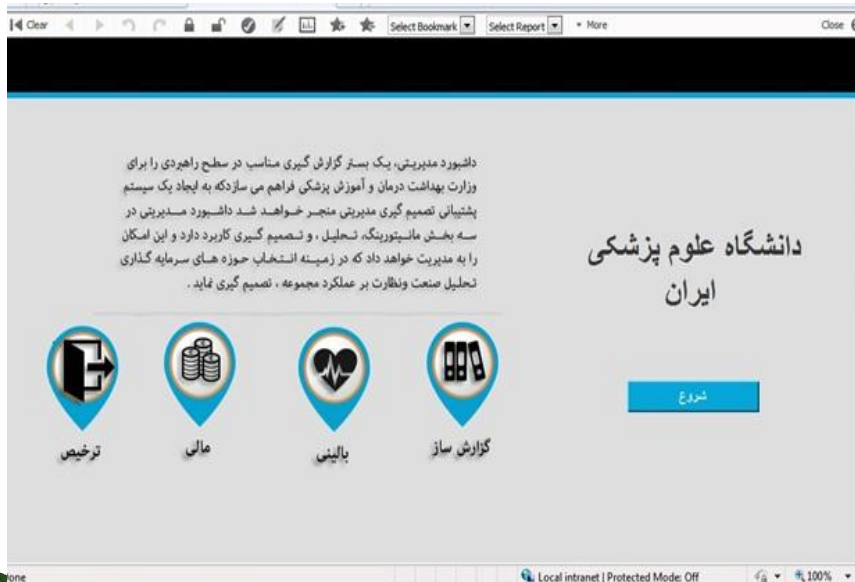 Clear
Select Bookmark
Select Report
More
Close
داشبورد مدیریتی، یک بستر گزارش گیری مناسب در سطح راهبردی را برای
وزارت بهداشت درمان و آموزش پزشکی فراهم می سازدکه به ایجاد یک سیستم
پشتیبانی تصمیم گیری مدیریتی منجر خواهد شد داشبورد مدیریتی در
سه بخش مانیتورینگ، تحلیل ، و تصمیم گیری کاربرد دارد و این امکان
را به مدیریت خواهد داد که در زمینه انتخاب حوزه های سرمایه گذاری
تحلیل صنعت ونظارت بر عملکرد مجموعه ، تصمیم گیری نماید .
دانشگاه علوم پزشکی
ایران
شروع
گزارش ساز
بالینی
مالی
ترخیص
Local intranet | Protected Mode: Off
100%